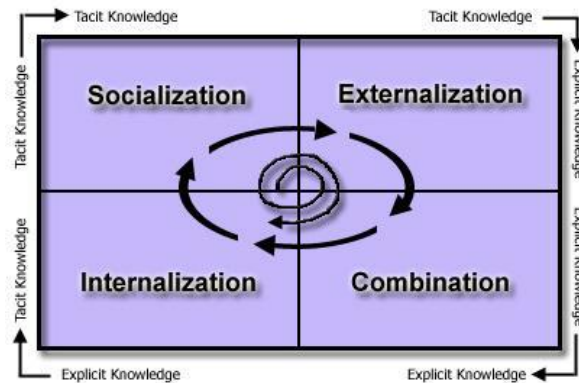 Tacit Knowledge
Tacit Knowledge
Tacit Knowledge
Socialization
Externalization
Explicit Knowledge
Tacit Knowledge
Internalization
Combination
Explicit Knowledge
Explicit Knowledge
Explicit Knowledge